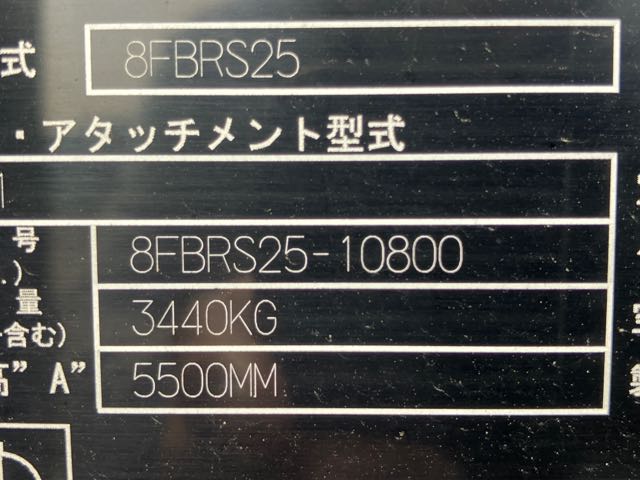 式 8FBRS25
・アタッチメント型式
号 8FBRS25-10800
.)
量 3440KG
含む)
高"A" 5500MM